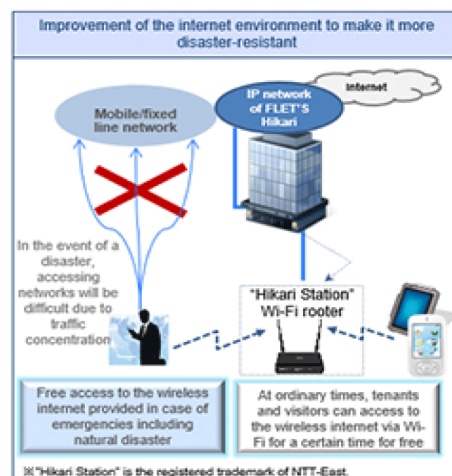 Improvement of the internet environment to make it more
disaster-resistant
Internet
IP network
of FLET'S
Hikari
Mobile/fixed
line network
In the event of a
disaster,
accessing
networks will be
difficult due to
traffic
concentration
"Hikari Station"
Wi-Fi rooter
Free access to the wireless
internet provided in case of
emergencies including
natural disaster
At ordinary times, tenants
and visitors can access to
the wireless internet via Wi-
Fi for a certain time for free
※"Hikari Station" is the registered trademark of NTT-East.